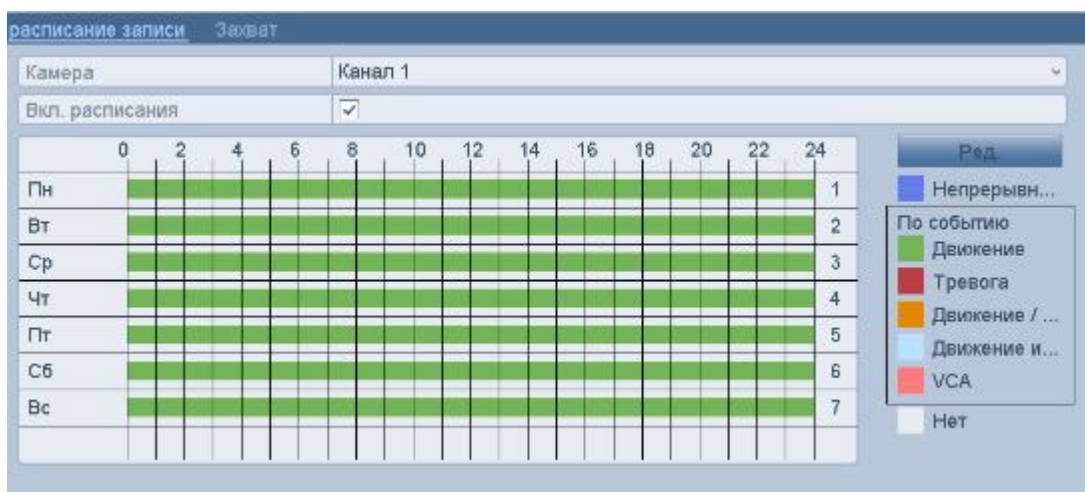 расписание записи Захват
Камера Канал 1
Вкл. расписания
0 2 4 6 8 10 12 14 16 18 20 22 24
Ред.
Пн 1
Непрерывн...
Вт 2
По событию
Движение
Ср 3
Тревога
Чт 4
Движение / ...
Пт 5
Движение и...
Сб 6
VCA
Вс 7
Нет